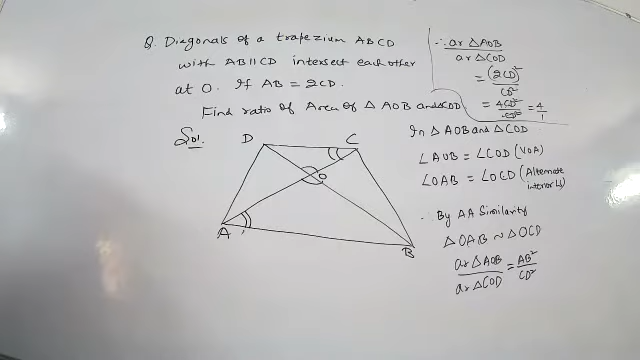 Q. Diagonals of a trapezium ABCD
with AB||CD intersect each other
at O. If AB = 2CD.
Find ratio of Area of △AOB and △COD.
Sol.
D
C
O
A
B
In △AOB and △COD
∠AOB = ∠COD (VOA)
∠OAB = ∠OCD (Alternate
interior ∠s)
∴ By AA Similarity
△OAB ~ △OCD
ar △AOB / ar △COD = AB² / CD²
∴ ar △AOB / ar △COD
= (2CD)² / CD²
= 4CD² / CD² = 4/1